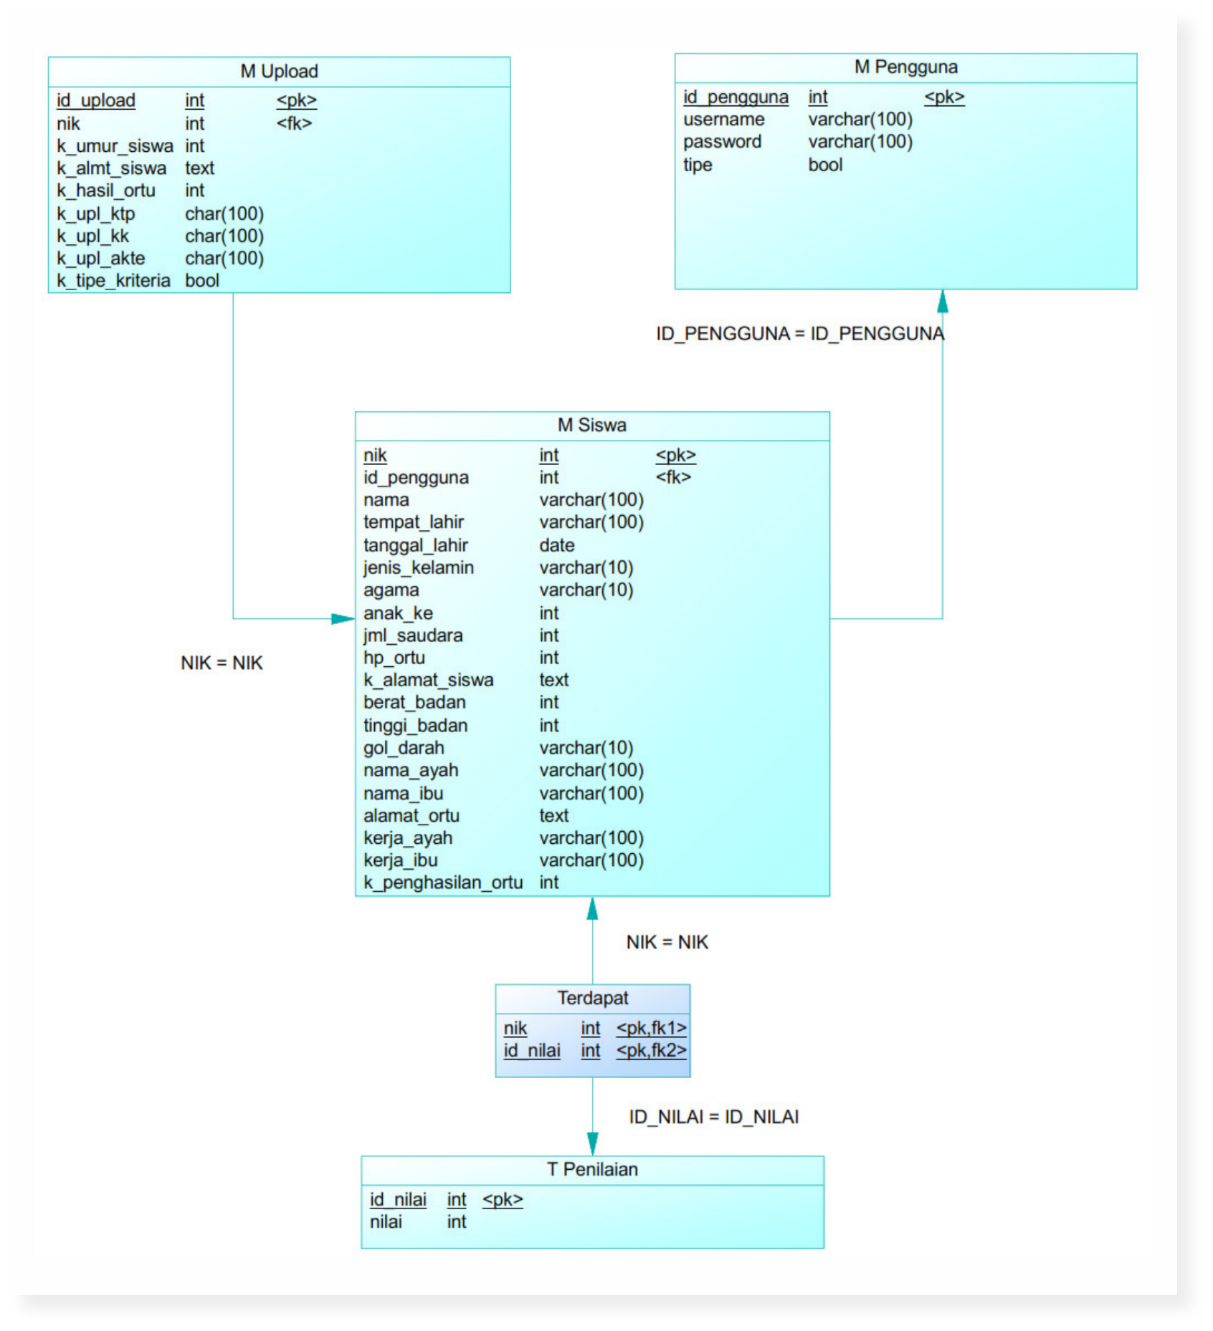 M Upload
id_upload int <pk>
nik int <fk>
k_umur_siswa int
k_almt_siswa text
k_hasil_ortu int
k_upl_ktp char(100)
k_upl_kk char(100)
k_upl_akte char(100)
k_tipe_kriteria bool
M Pengguna
id_pengguna int <pk>
username varchar(100)
password varchar(100)
tipe bool
ID_PENGGUNA = ID_PENGGUNA
M Siswa
nik int <pk>
id_pengguna int <fk>
nama varchar(100)
tempat_lahir varchar(100)
tanggal_lahir date
jenis_kelamin varchar(10)
agama varchar(10)
anak_ke int
jml_saudara int
hp_ortu int
k_alamat_siswa text
berat_badan int
tinggi_badan int
gol_darah varchar(10)
nama_ayah varchar(100)
nama_ibu varchar(100)
alamat_ortu text
kerja_ayah varchar(100)
kerja_ibu varchar(100)
k_penghasilan_ortu int
NIK = NIK
NIK = NIK
Terdapat
nik int <pk,fk1>
id_nilai int <pk,fk2>
ID_NILAI = ID_NILAI
T Penilaian
id_nilai int <pk>
nilai int